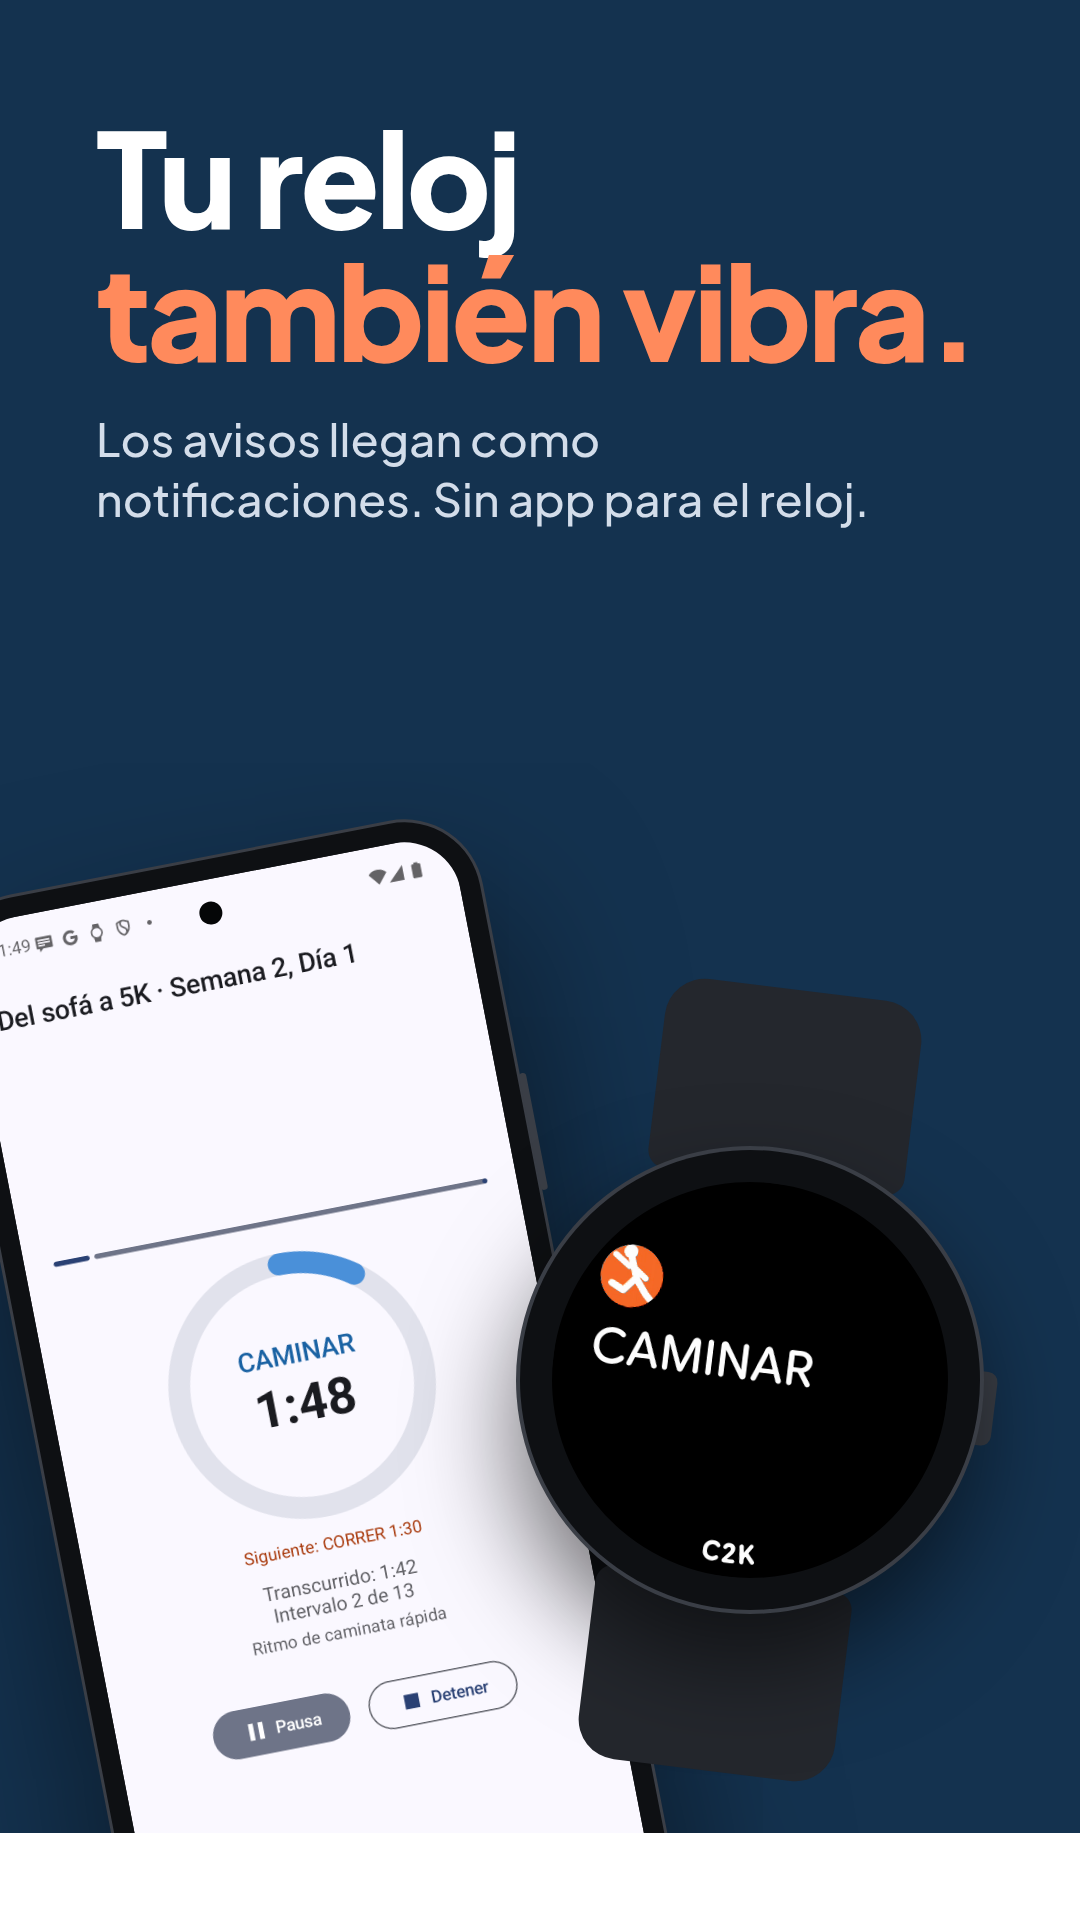 Tu reloj
también vibra.
Los avisos llegan como
notificaciones. Sin app para el reloj.
1:49
Del sofá a 5K · Semana 2, Día 1
CAMINAR
1:48
Siguiente: CORRER 1:30
Transcurrido: 1:42
Intervalo 2 de 13
Ritmo de caminata rápida
Pausa
Detener
CAMINAR
C2K